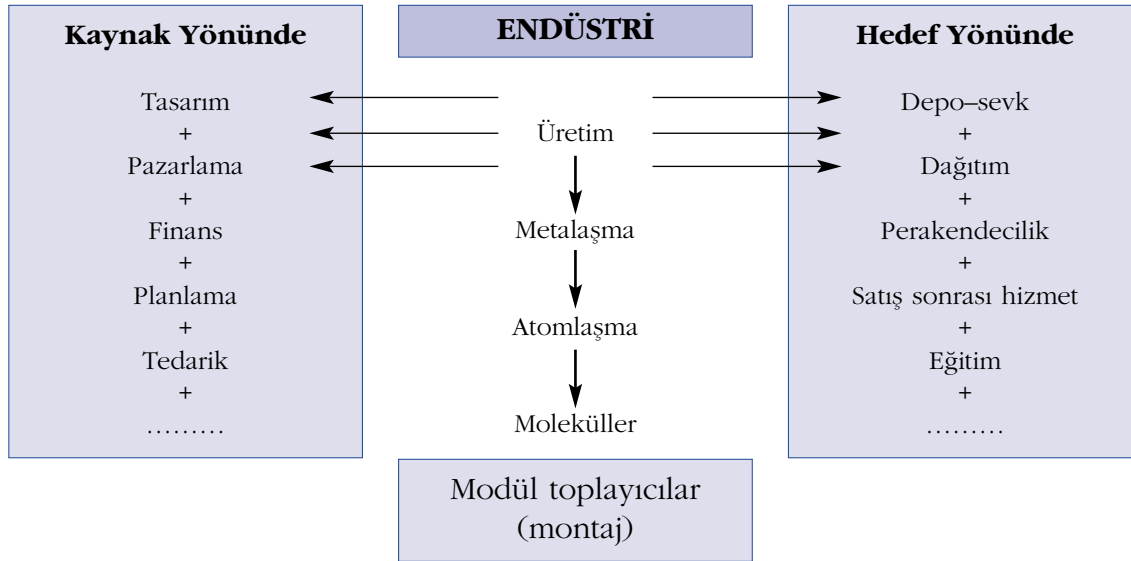 Kaynak Yönünde
Tasarım
+
Pazarlama
+
Finans
+
Planlama
+
Tedarik
+
.........
ENDÜSTRİ
Üretim
Metalaşma
Atomlaşma
Moleküller
Modül toplayıcılar
(montaj)
Hedef Yönünde
Depo–sevk
+
Dağıtım
+
Perakendecilik
+
Satış sonrası hizmet
+
Eğitim
+
.........